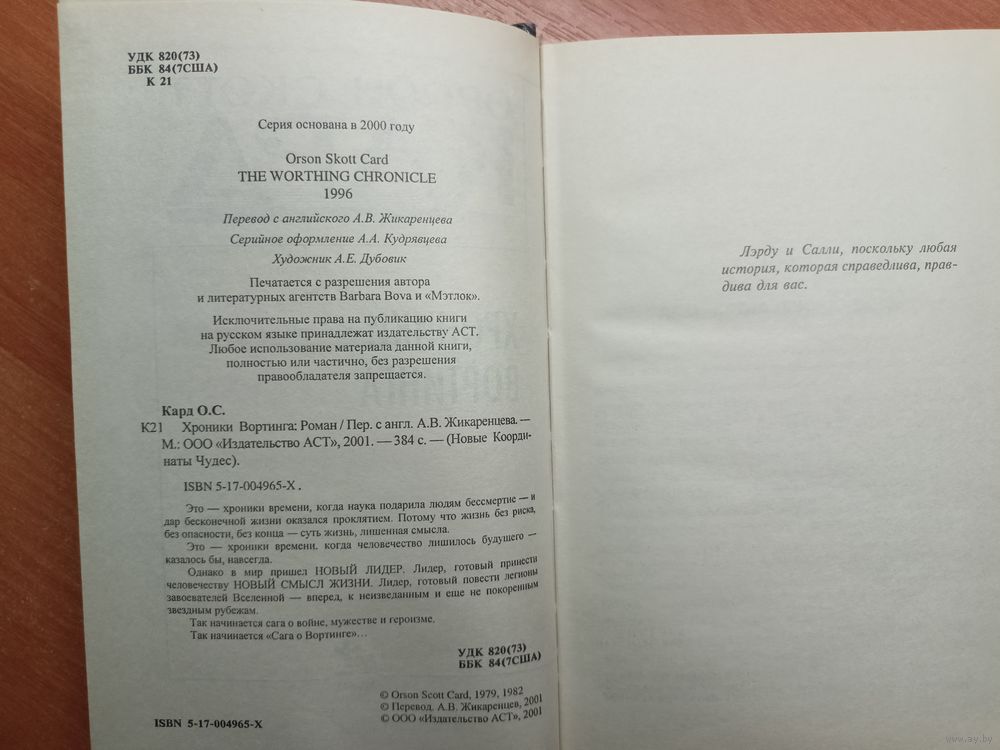 УДК 820(73)
ББК 84(7США)
К 21
Серия основана в 2000 году
Orson Skott Card
THE WORTHING CHRONICLE
1996
Перевод с английского А.В. Жикаренцева
Серийное оформление А.А. Кудрявцева
Художник А.Е. Дубовик
Печатается с разрешения автора
и литературных агентств Barbara Bova и «Мэтлок».
Исключительные права на публикацию книги
на русском языке принадлежат издательству АСТ.
Любое использование материала данной книги,
полностью или частично, без разрешения
правообладателя запрещается.
Кард О.С.
К21 Хроники Вортинга: Роман / Пер. с англ. А.В. Жикаренцева. —
М.: ООО «Издательство АСТ», 2001. — 384 с. — (Новые Коорди-
наты Чудес).
ISBN 5-17-004965-X .
Это — хроники времени, когда наука подарила людям бессмертие — и
дар бесконечной жизни оказался проклятием. Потому что жизнь без риска,
без опасности, без конца — суть жизнь, лишенная смысла.
Это — хроники времени. когда человечество лишилось будущего —
казалось бы, навсегда.
Однако в мир пришел НОВЫЙ ЛИДЕР. Лидер, готовый принести
человечеству НОВЫЙ СМЫСЛ ЖИЗНИ. Лидер, готовый повести легионы
завоевателей Вселенной — вперед, к неизведанным и еще не покоренным
звездным рубежам.
Так начинается сага о войне, мужестве и героизме.
Так начинается «Сага о Вортинге»...
УДК 820(73)
ББК 84(7США)
© Orson Scott Card, 1979, 1982
© Перевод. А.В. Жикаренцев, 2001
© ООО «Издательство АСТ», 2001
ISBN 5-17-004965-X
Лэрду и Салли, поскольку любая
история, которая справедлива, прав-
дива для вас.
www.ay.by